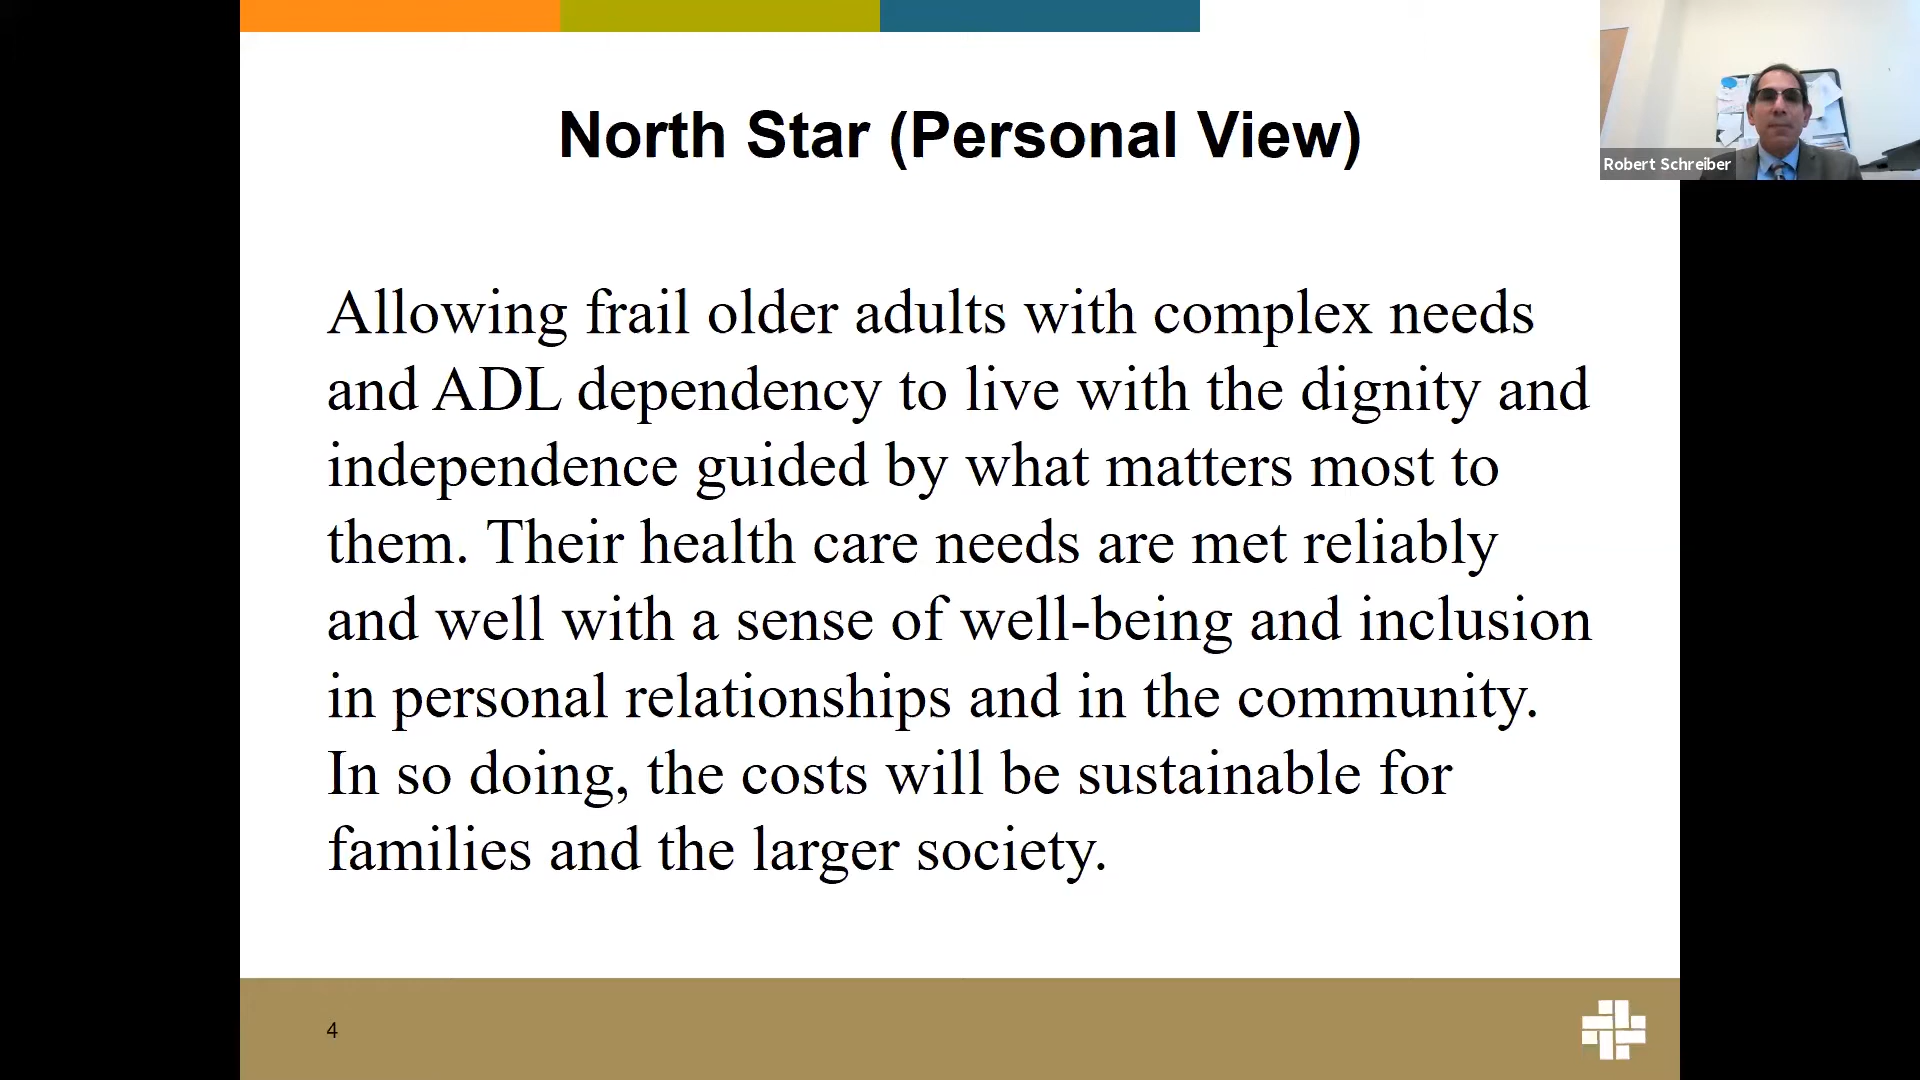 North Star (Personal View)
Robert Schreiber
Allowing frail older adults with complex needs
and ADL dependency to live with the dignity and
independence guided by what matters most to
them. Their health care needs are met reliably
and well with a sense of well-being and inclusion
in personal relationships and in the community.
In so doing, the costs will be sustainable for
families and the larger society.
4